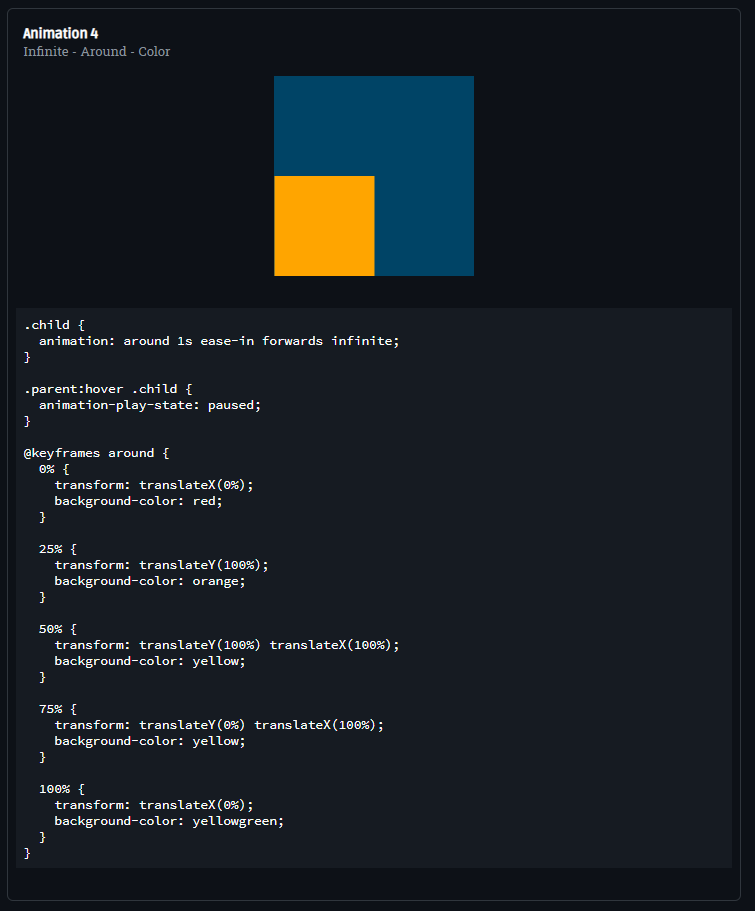 Animation 4
Infinite - Around - Color
.child {
  animation: around 1s ease-in forwards infinite;
}
.parent:hover .child {
  animation-play-state: paused;
}
@keyframes around {
  0% {
    transform: translateX(0%);
    background-color: red;
  }
  25% {
    transform: translateY(100%);
    background-color: orange;
  }
  50% {
    transform: translateY(100%) translateX(100%);
    background-color: yellow;
  }
  75% {
    transform: translateY(0%) translateX(100%);
    background-color: yellow;
  }
  100% {
    transform: translateX(0%);
    background-color: yellowgreen;
  }
}